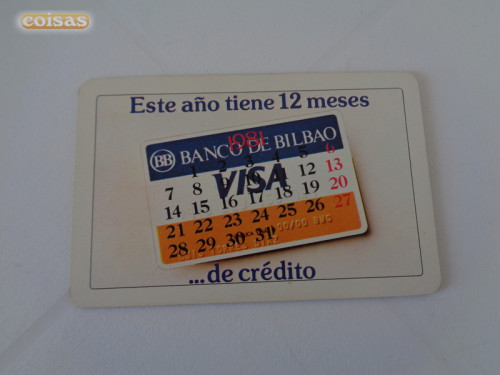 coisas
Este año tiene 12 meses
1981
BB BANCO DE BILBAO
1 2 3 4 5 6
VISA
7 8 9 10 11 12 13
14 15 16 17 18 19 20
21 22 23 24 25 26 27
28 29 30 31
00/00
...de crédito